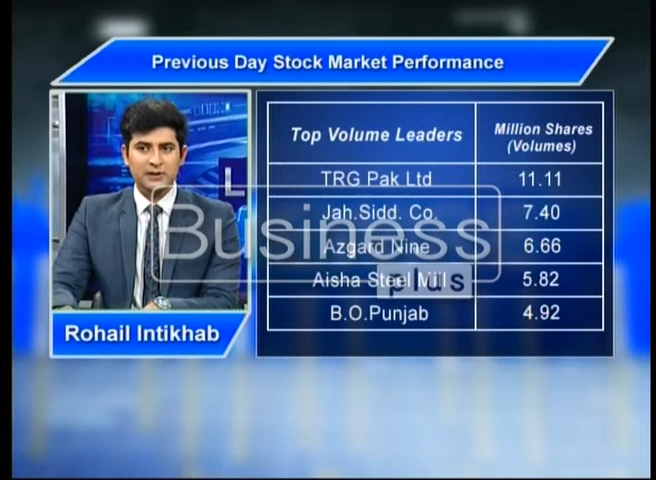 Previous Day Stock Market Performance
Top Volume Leaders
Million Shares
(Volumes)
TRG Pak Ltd 11.11
Jah.Sidd. Co. 7.40
Azgard Nine 6.66
Aisha Steel Mill 5.82
B.O.Punjab 4.92
L
Business
plus
Rohail Intikhab